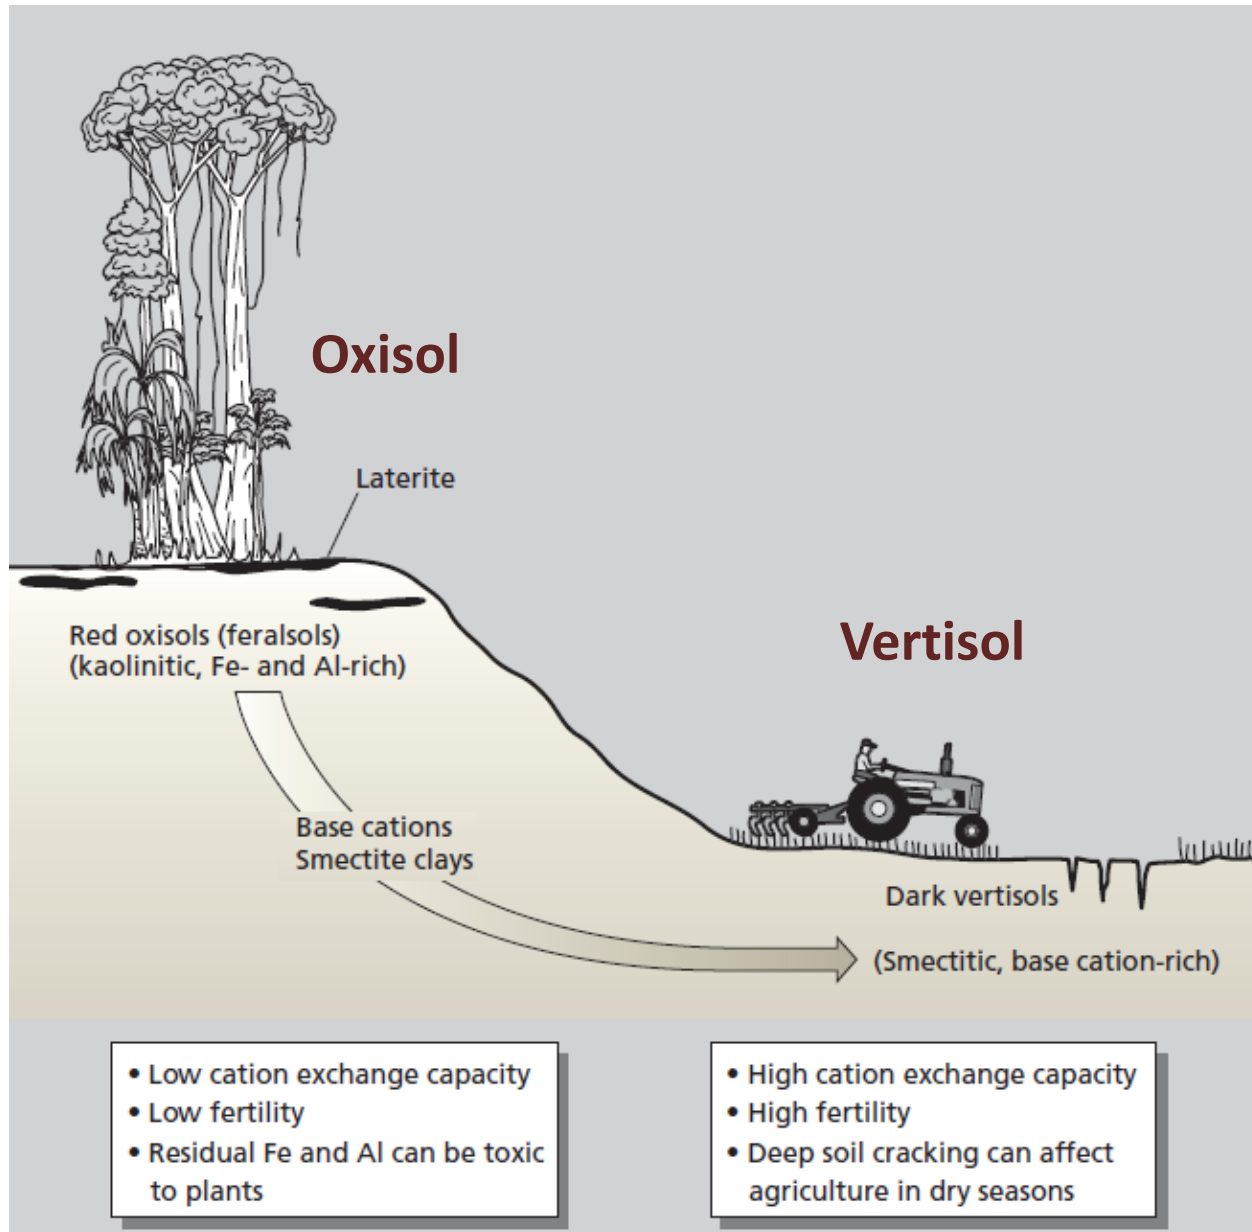 Oxisol
Laterite
Red oxisols (feralsols)
(kaolinitic, Fe- and Al-rich)
Vertisol
Base cations
Smectite clays
Dark vertisols
(Smectitic, base cation-rich)
• Low cation exchange capacity
• Low fertility
• Residual Fe and Al can be toxic
to plants
• High cation exchange capacity
• High fertility
• Deep soil cracking can affect
agriculture in dry seasons